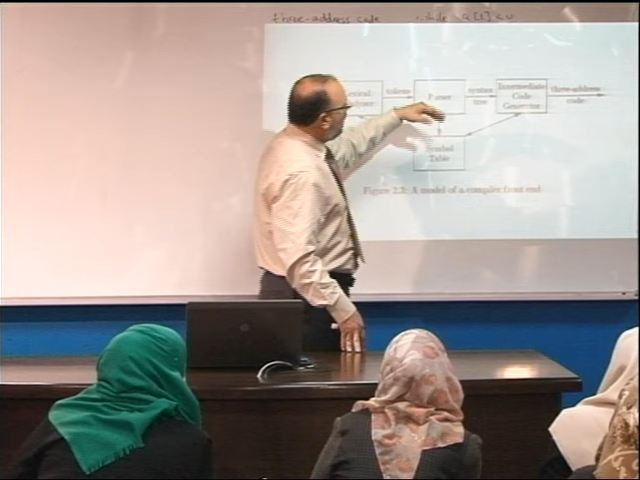 three-address code while a[i] < v
tokens Parser syntax tree Intermediate Code Generator three-address code
Symbol Table
Figure 2.3: A model of a compiler front end